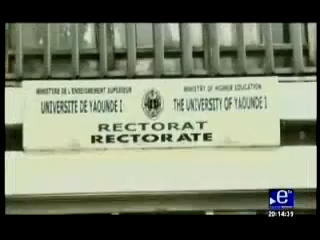 MINISTERE DE L'ENSEIGNEMENT SUPERIEUR
MINISTRY OF HIGHER EDUCATION
UNIVERSITE DE YAOUNDE I
THE UNIVERSITY OF YAOUNDE I
RECTORAT
RECTORATE
e
20:14:39